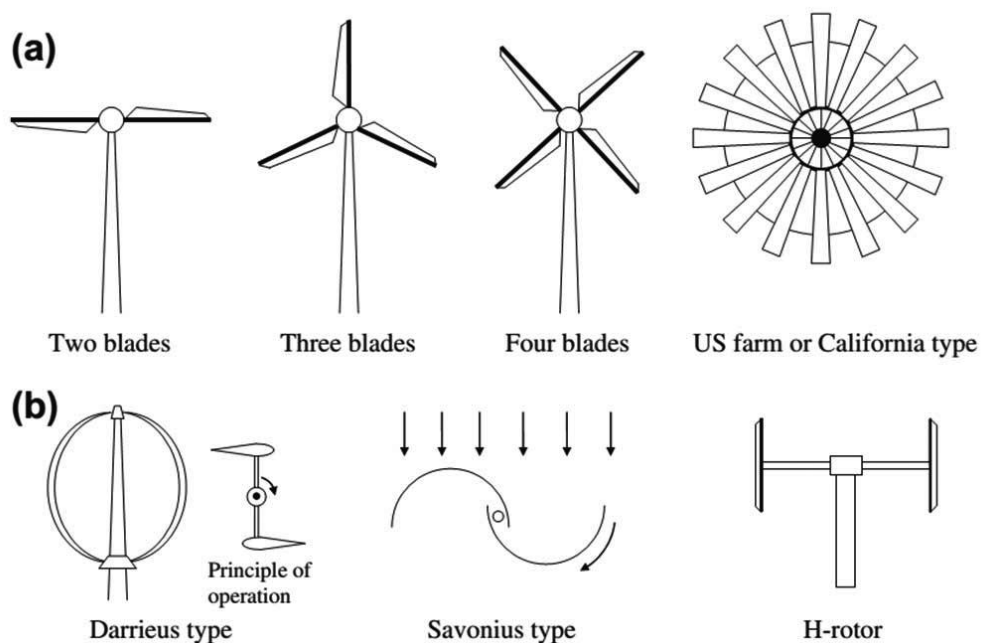 (a)
Two blades
Three blades
Four blades
US farm or California type
(b)
Principle of
operation
Darrieus type
Savonius type
H-rotor